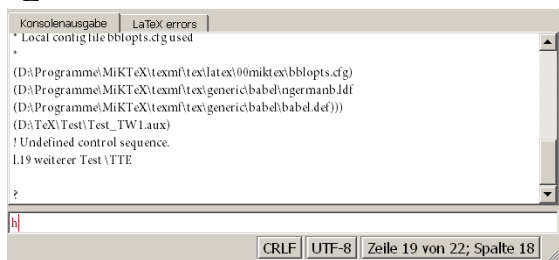 Konsolenausgabe LaTeX errors
* Local config file bblopts.cfg used
*
(D:\Programme\MiKTeX\texmf\tex\latex\00miktex\bblopts.cfg)
(D:\Programme\MiKTeX\texmf\tex\generic\babel\ngermanb.ldf
(D:\Programme\MiKTeX\texmf\tex\generic\babel\babel.def)))
(D:\TeX\Test\Test_TW1.aux)
! Undefined control sequence.
l.19 weiterer Test \TTE
?
h
CRLF UTF-8 Zeile 19 von 22; Spalte 18